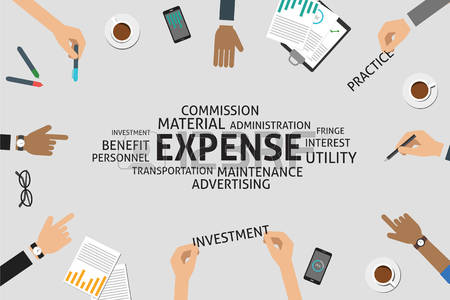 PRACTICE
COMMISSION
MATERIAL ADMINISTRATION
INVESTMENT
BENEFIT
PERSONNEL
EXPENSE
FRINGE
INTEREST
UTILITY
TRANSPORTATION MAINTENANCE
ADVERTISING
INVESTMENT